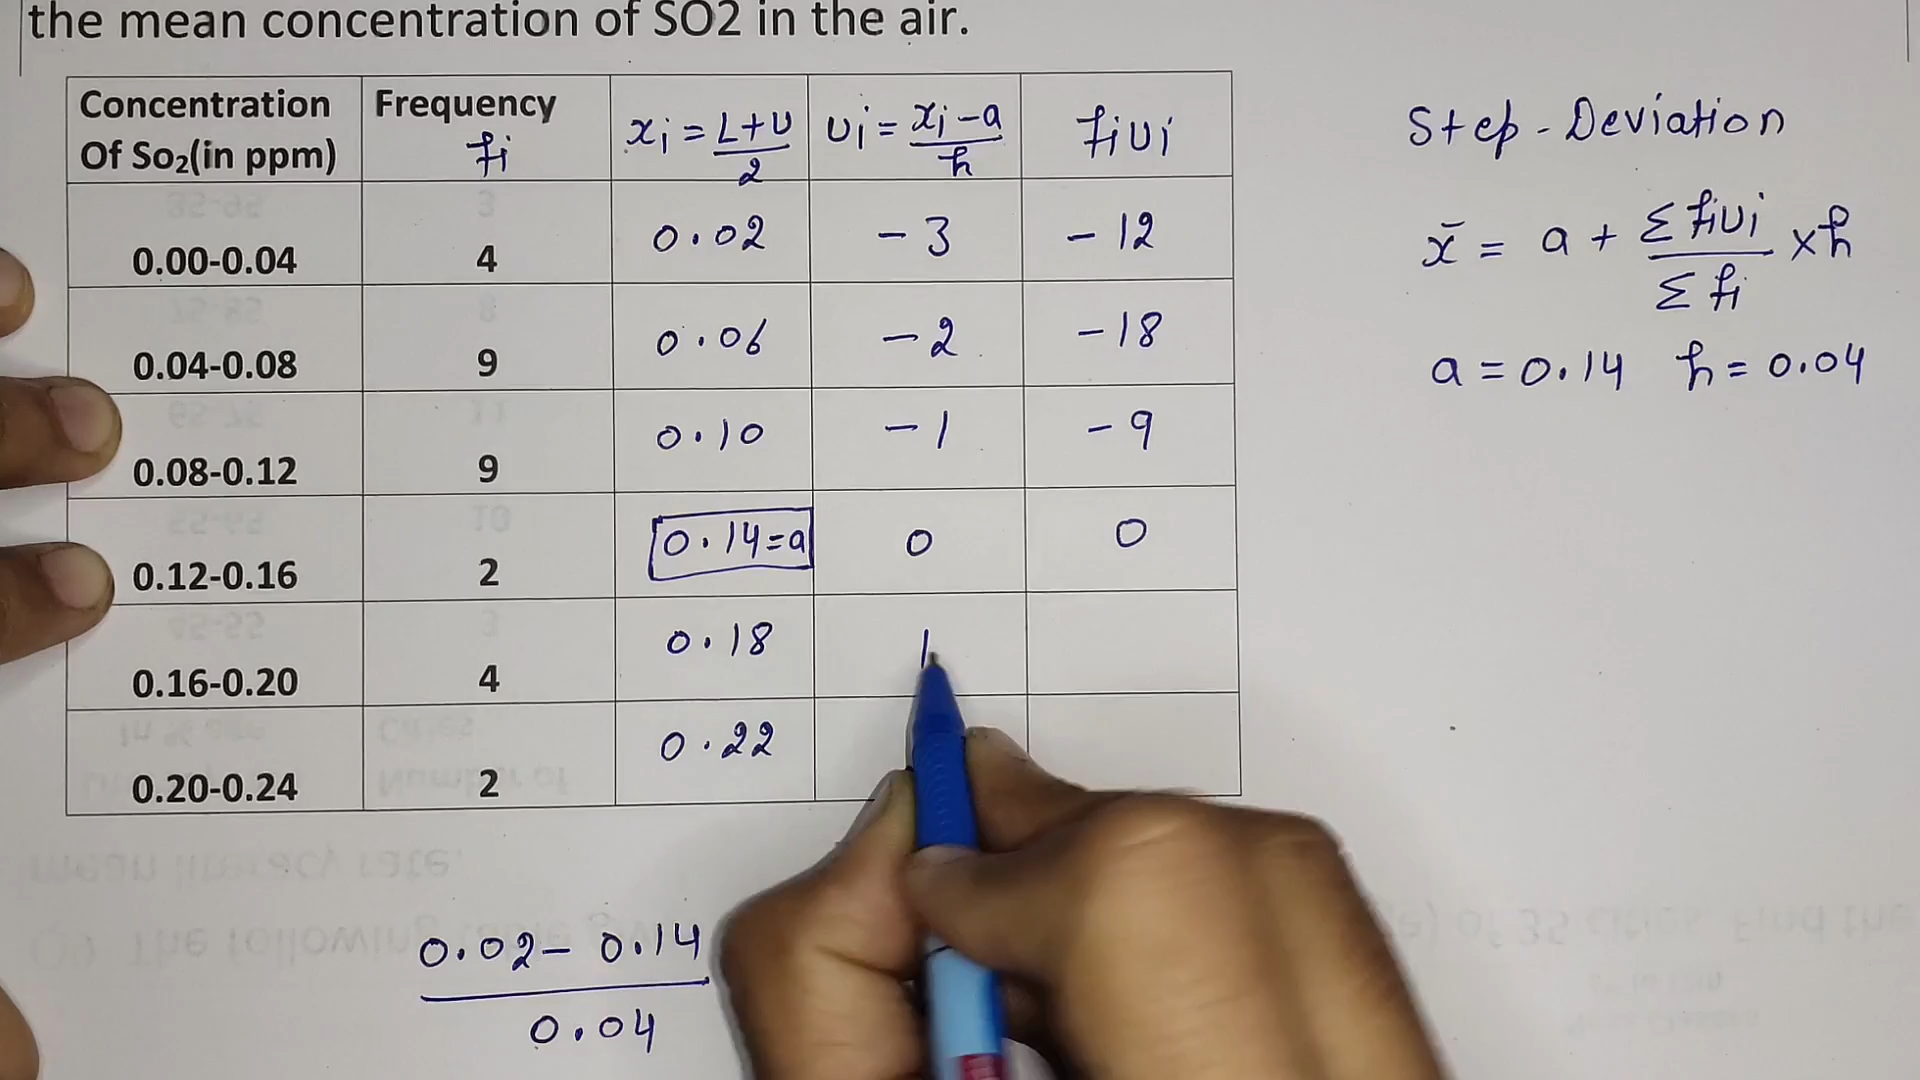 the mean concentration of SO2 in the air.
Concentration Of So₂(in ppm) Frequency fi xi = L+U/2 ui = xi-a/h fiui
0.00-0.04 4 0.02 -3 -12
0.04-0.08 9 0.06 -2 -18
0.08-0.12 9 0.10 -1 -9
0.12-0.16 2 0.14=a 0 0
0.16-0.20 4 0.18 1
0.20-0.24 2 0.22
Step-Deviation
x̄ = a + Σfiui/Σfi ×h
a = 0.14 h = 0.04
0.02-0.14
0.04